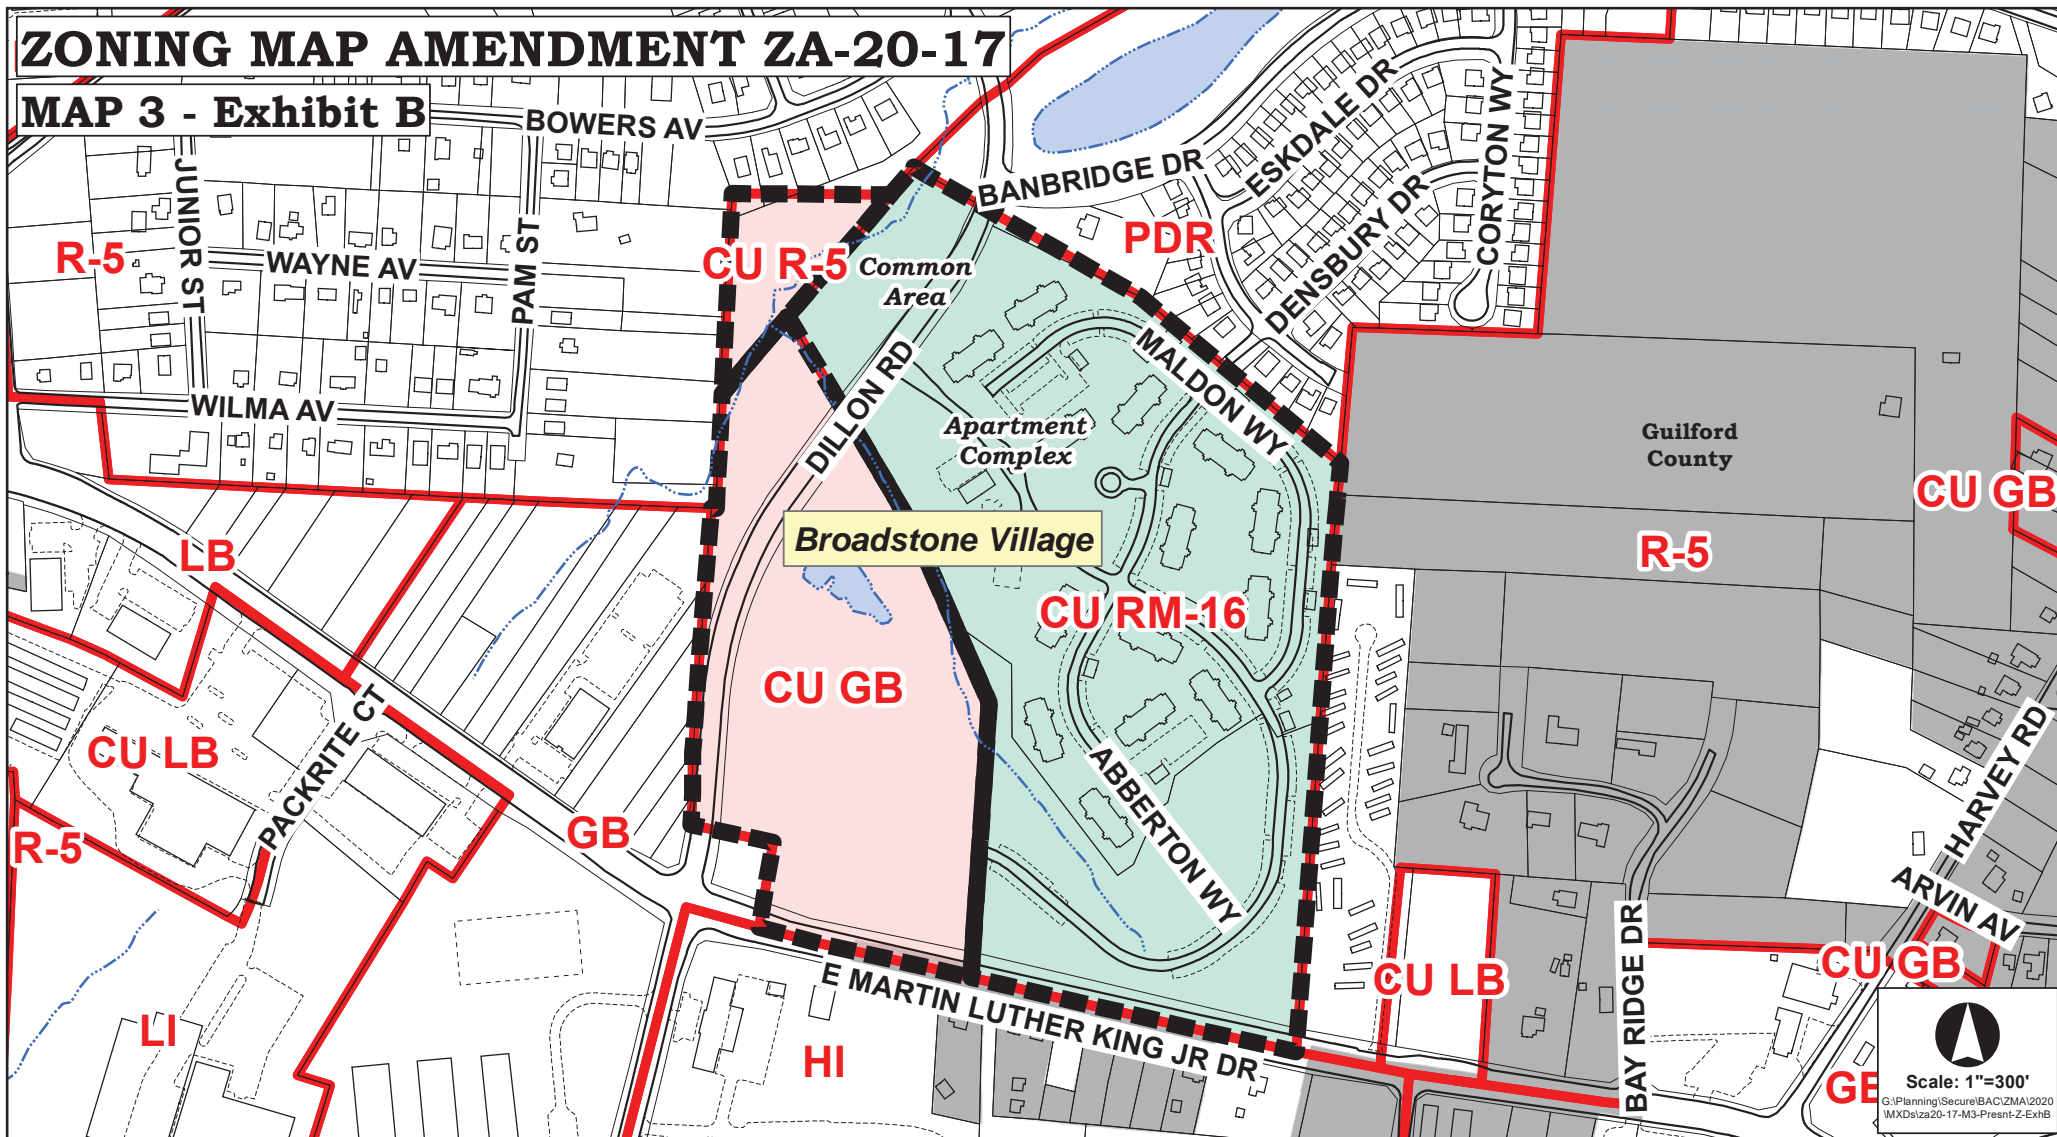 ZONING MAP AMENDMENT ZA-20-17
MAP 3 - Exhibit B
BOWERS AV
JUNIOR ST
WAYNE AV
PAM ST
WILMA AV
R-5
CU R-5
Common
Area
BANBRIDGE DR
ESKDALE DR
CORYTON WY
DENSBURY DR
PDR
MALDON WY
DILLON RD
Apartment
Complex
Guilford
County
CU GB
R-5
Broadstone Village
LB
CU RM-16
CU GB
CU LB
PACKRITE CT
R-5
GB
ABBERTON WY
HARVEY RD
ARVIN AV
BAY RIDGE DR
CU GB
CU LB
E MARTIN LUTHER KING JR DR
LI
HI
GB
Scale: 1"=300'
G:\Planning\Secure\BAC\ZMA\2020
\MXDs\za20-17-M3-Presnt-Z-ExhB